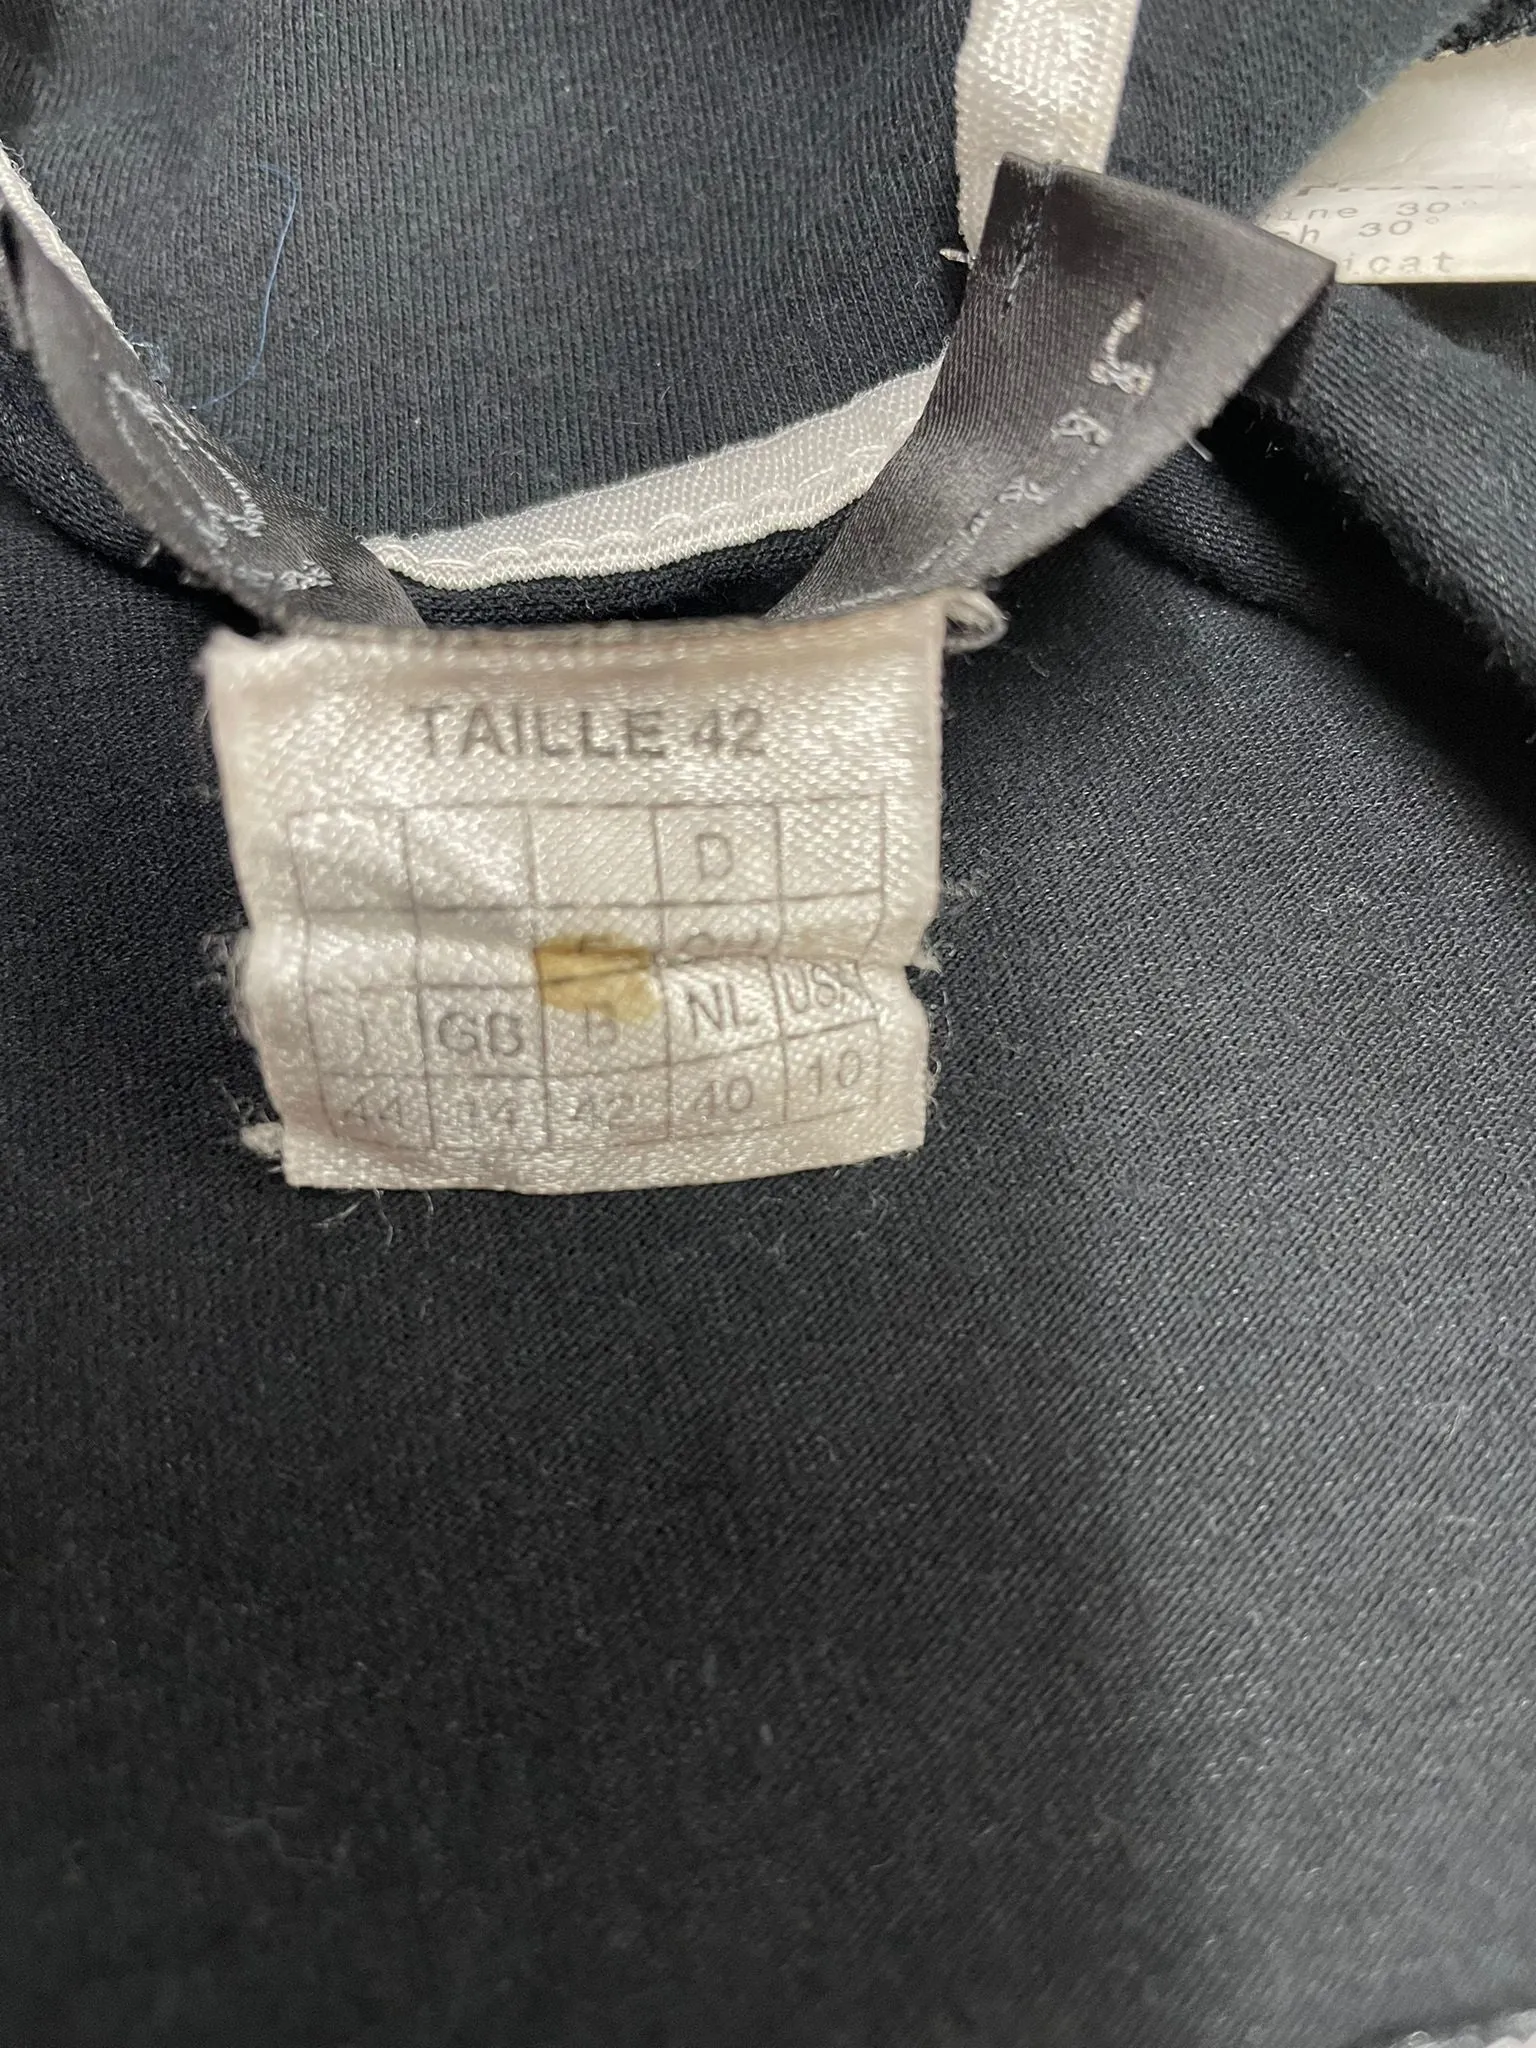 ine 30°
h 30°
icat
TAILLE 42
D
I GB B NL USA
44 14 42 40 10